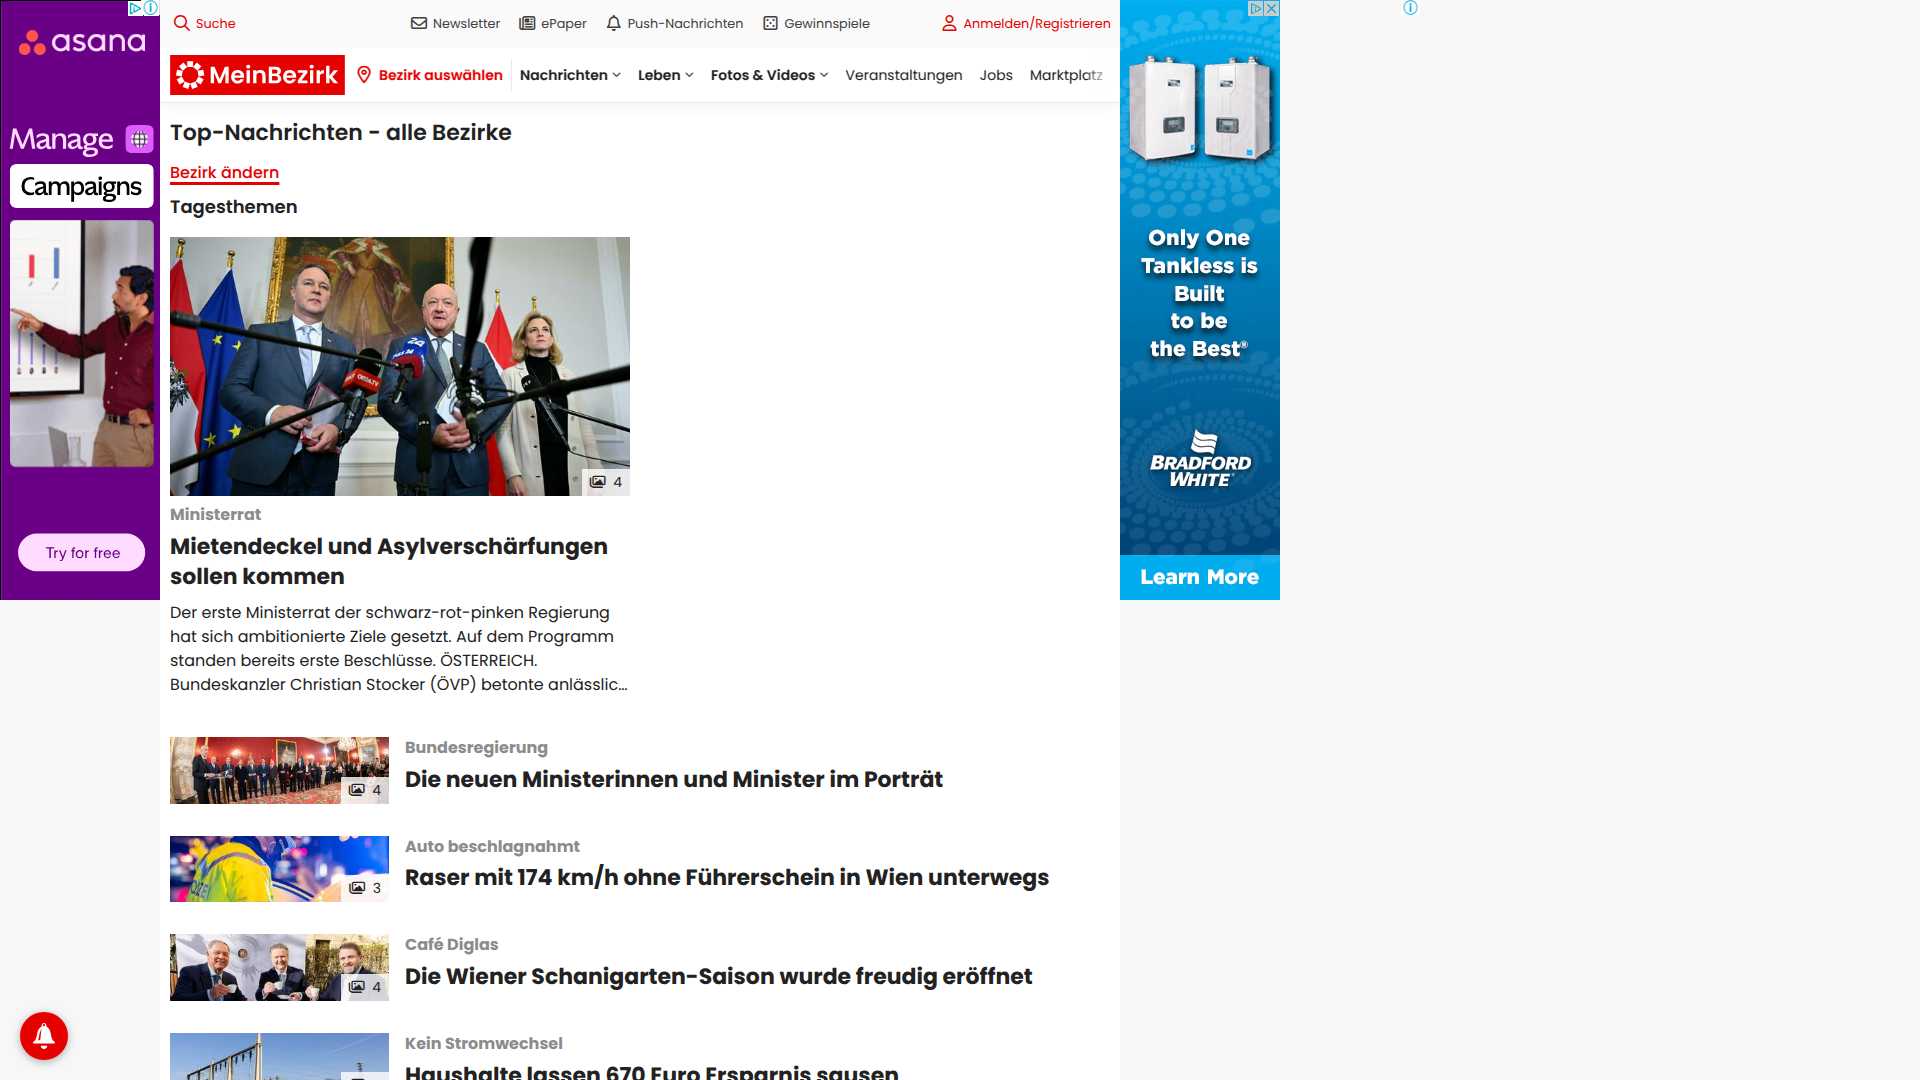 Suche
Newsletter
ePaper
Push-Nachrichten
Gewinnspiele
Anmelden/Registrieren
MeinBezirk
Bezirk auswählen
Nachrichten
Leben
Fotos & Videos
Veranstaltungen
Jobs
Marktplatz
asana
Manage
Campaigns
Try for free
Top-Nachrichten - alle Bezirke
Bezirk ändern
Tagesthemen
4
Ministerrat
Mietendeckel und Asylverschärfungen
sollen kommen
Der erste Ministerrat der schwarz-rot-pinken Regierung
hat sich ambitionierte Ziele gesetzt. Auf dem Programm
standen bereits erste Beschlüsse. ÖSTERREICH.
Bundeskanzler Christian Stocker (ÖVP) betonte anlässlic...
4
Bundesregierung
Die neuen Ministerinnen und Minister im Porträt
3
Auto beschlagnahmt
Raser mit 174 km/h ohne Führerschein in Wien unterwegs
4
Café Diglas
Die Wiener Schanigarten-Saison wurde freudig eröffnet
Kein Stromwechsel
Haushalte lassen 670 Euro Ersparnis sausen
Only One
Tankless is
Built
to be
the Best®
BRADFORD
WHITE
Learn More